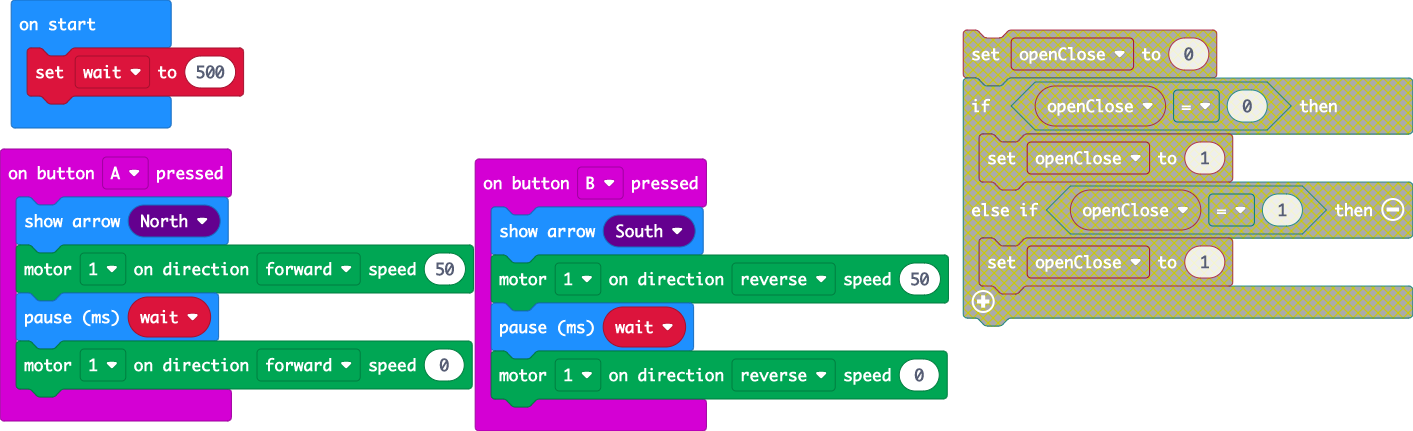 on start
set wait to 500
on button A pressed
show arrow North
motor 1 on direction forward speed 50
pause (ms) wait
motor 1 on direction forward speed 0
on button B pressed
show arrow South
motor 1 on direction reverse speed 50
pause (ms) wait
motor 1 on direction reverse speed 0
set openClose to 0
if openClose = 0 then
set openClose to 1
else if openClose = 1 then
set openClose to 1